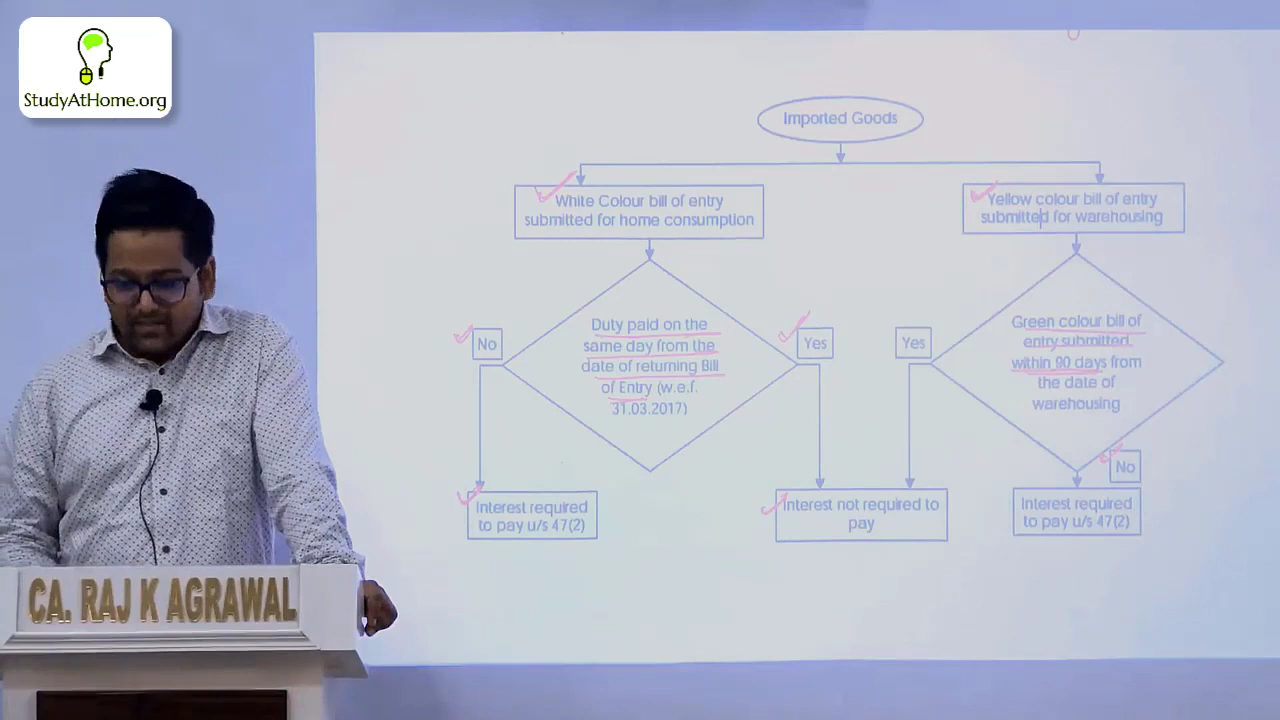 StudyAtHome.org
Imported Goods
White Colour bill of entry
submitted for home consumption
Yellow colour bill of entry
submitted for warehousing
Duty paid on the
same day from the
date of returning Bill
of Entry (w.e.f.
31.03.2017)
No
Yes
Yes
Green colour bill of
entry submitted
within 90 days from
the date of
warehousing
No
Interest required
to pay u/s 47(2)
Interest not required to
pay
Interest required
to pay u/s 47(2)
CA. RAJ K AGRAWAL